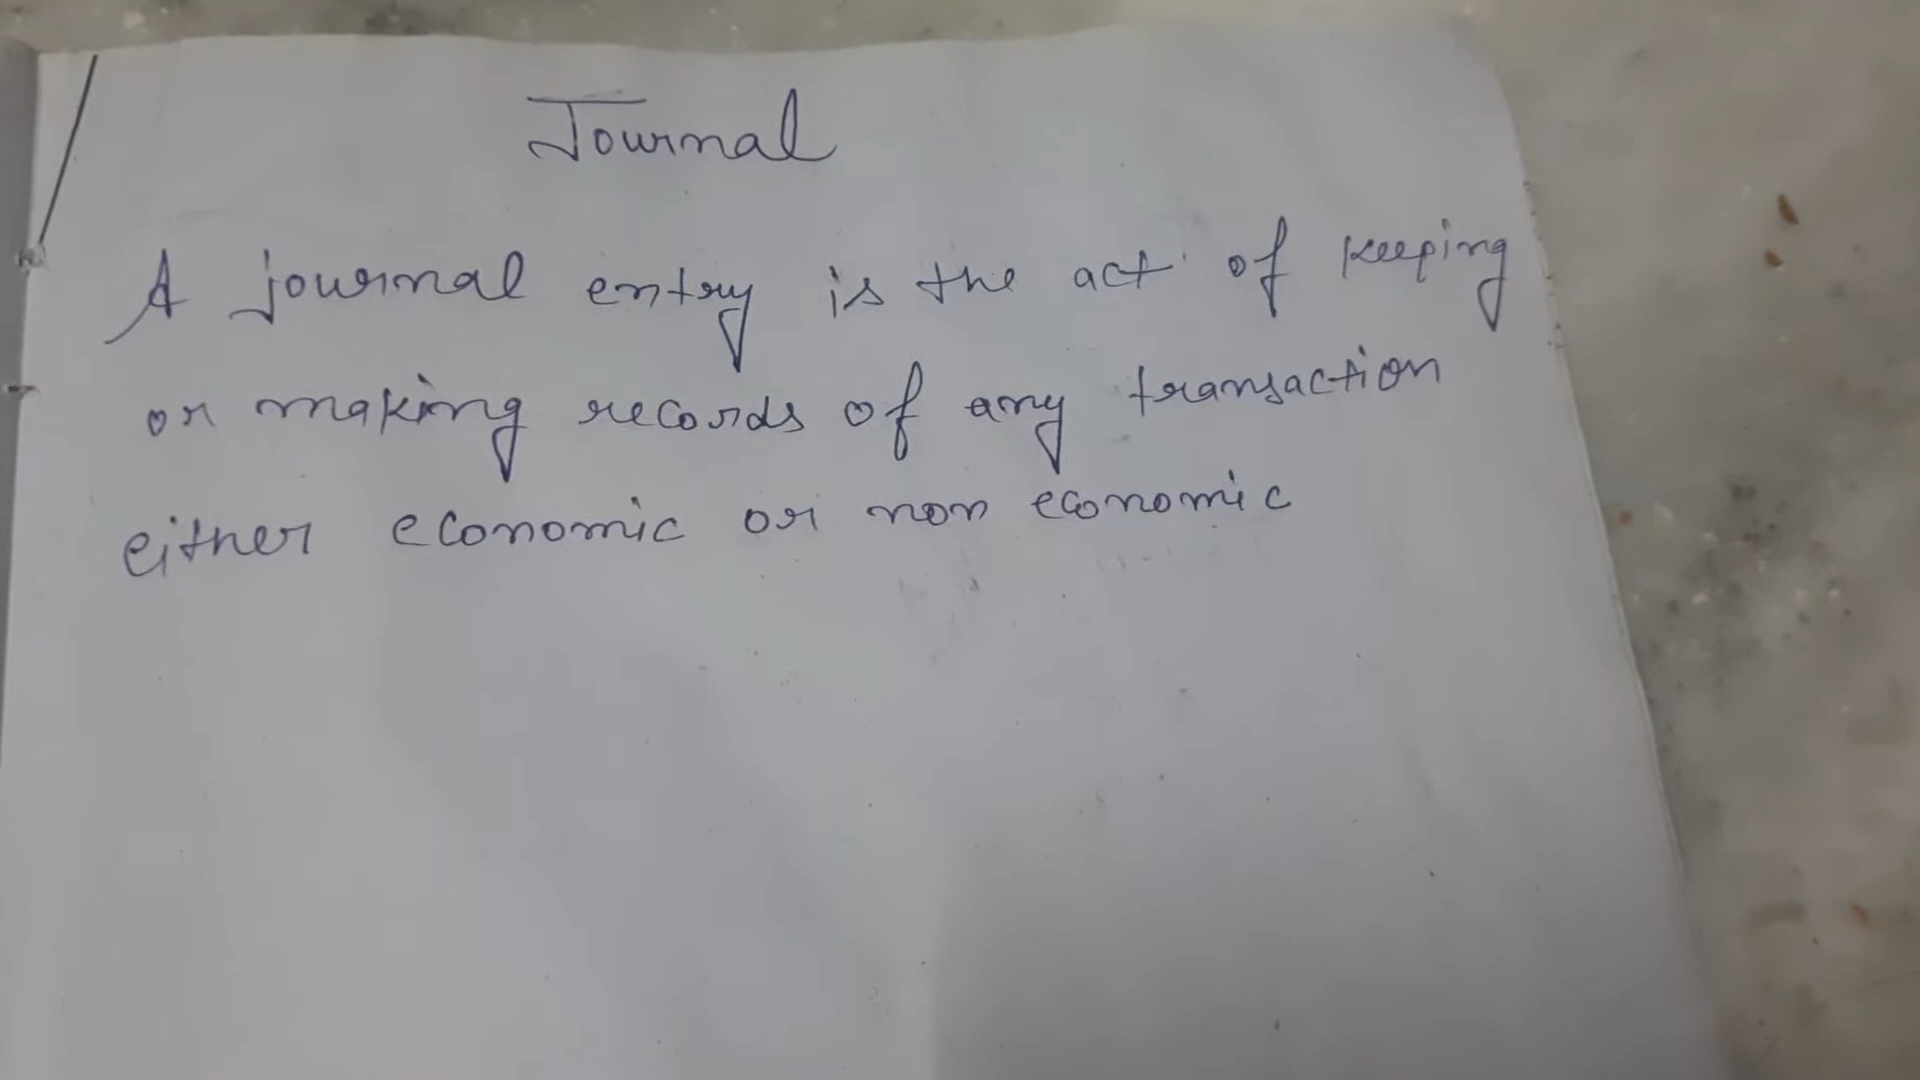 Journal
A journal entry is the act of keeping
or making records of any transaction
either economic or non economic